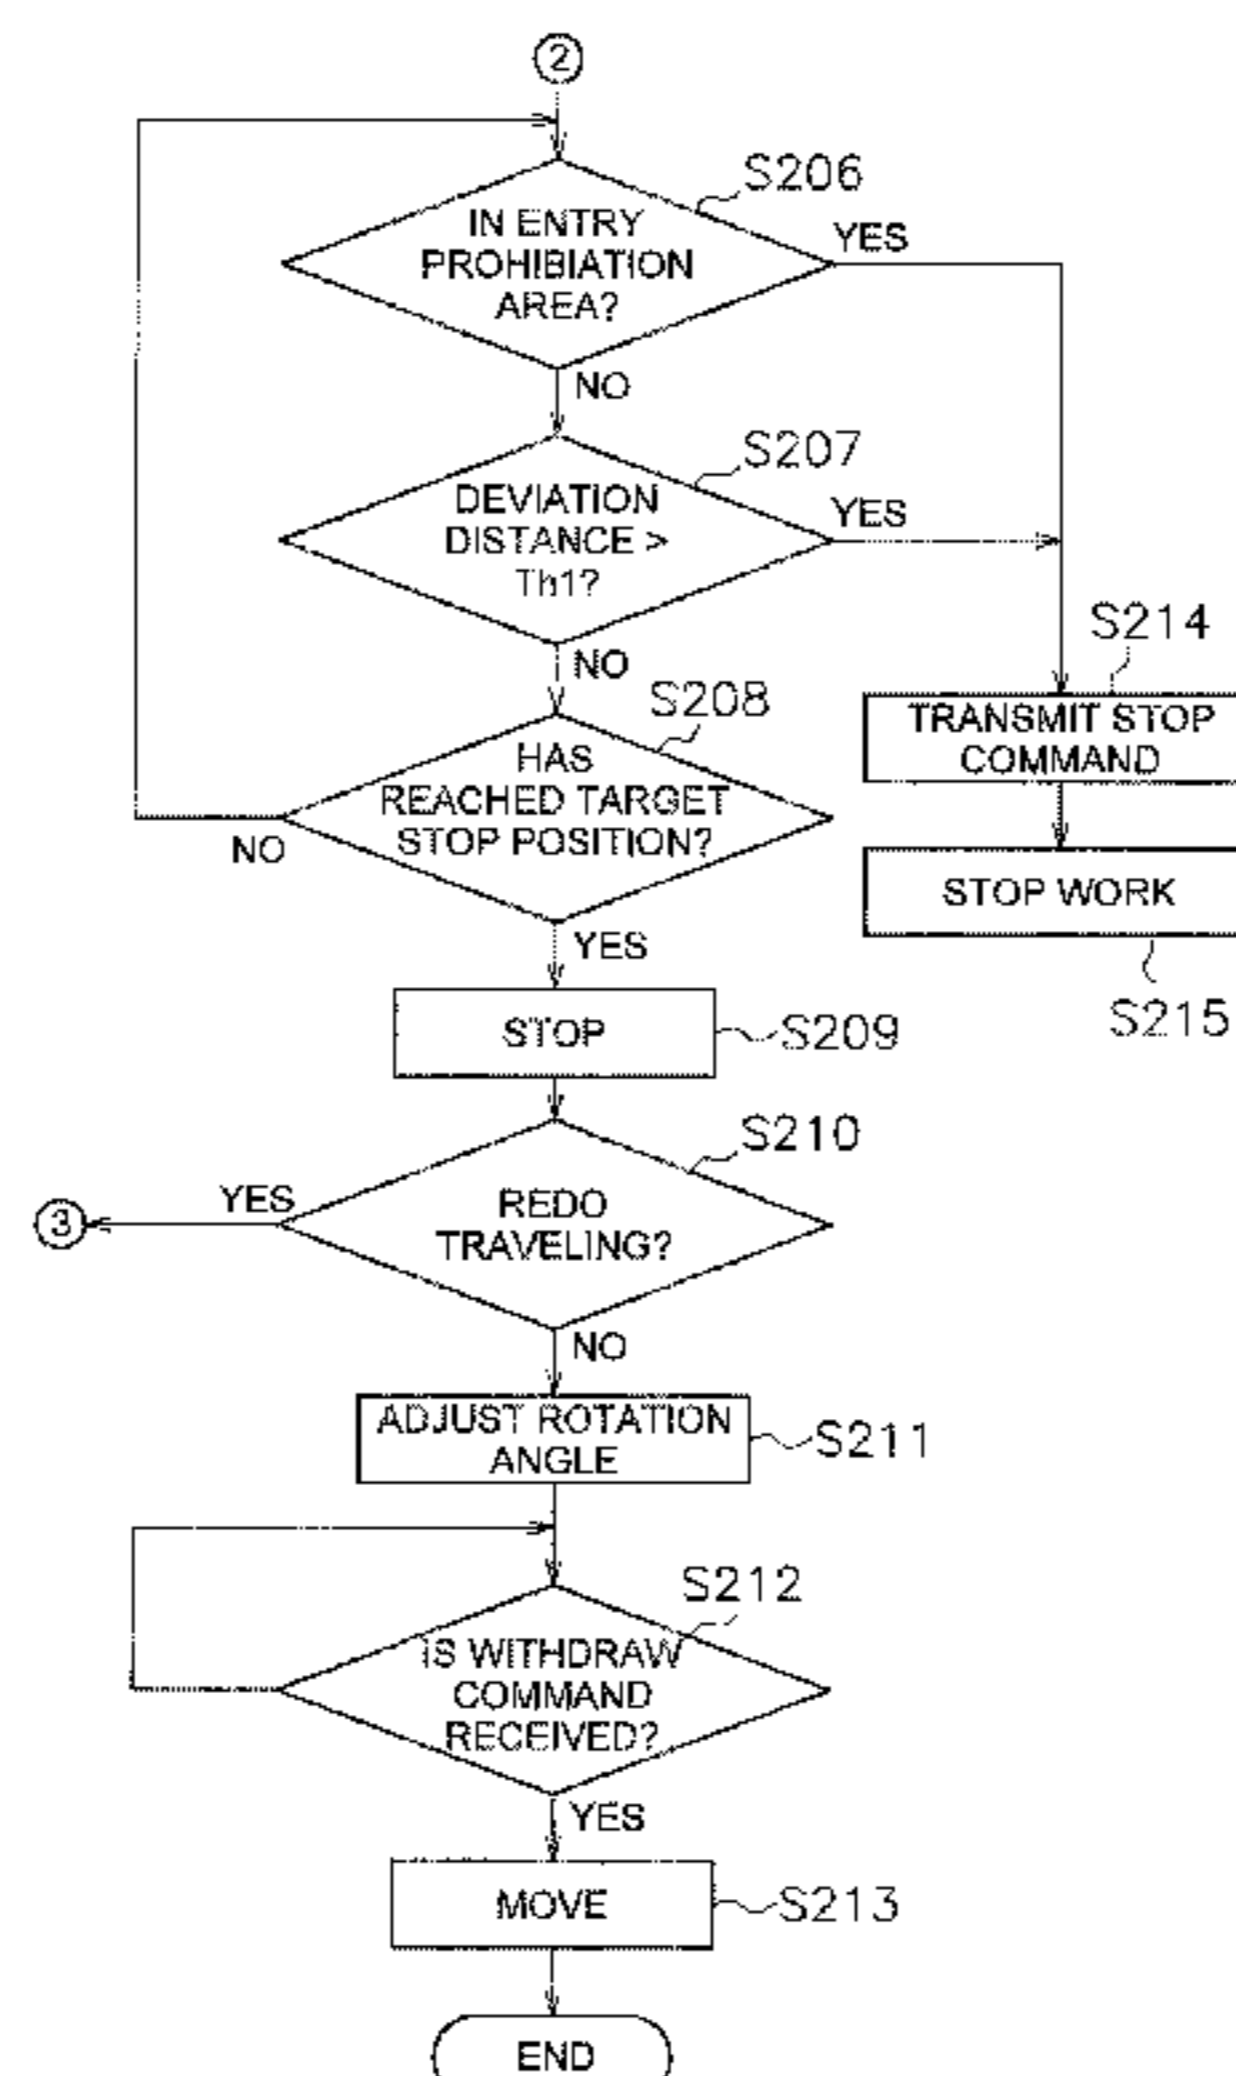 2
S206
IN ENTRY
PROHIBIATION
AREA?
YES
NO
S207
DEVIATION
DISTANCE >
Th1?
YES
NO
S208
HAS
REACHED TARGET
STOP POSITION?
NO
YES
S214
TRANSMIT STOP
COMMAND
STOP WORK
S215
STOP
S209
S210
REDO
TRAVELING?
YES
3
NO
ADJUST ROTATION
ANGLE
S211
S212
IS WITHDRAW
COMMAND
RECEIVED?
YES
MOVE
S213
END